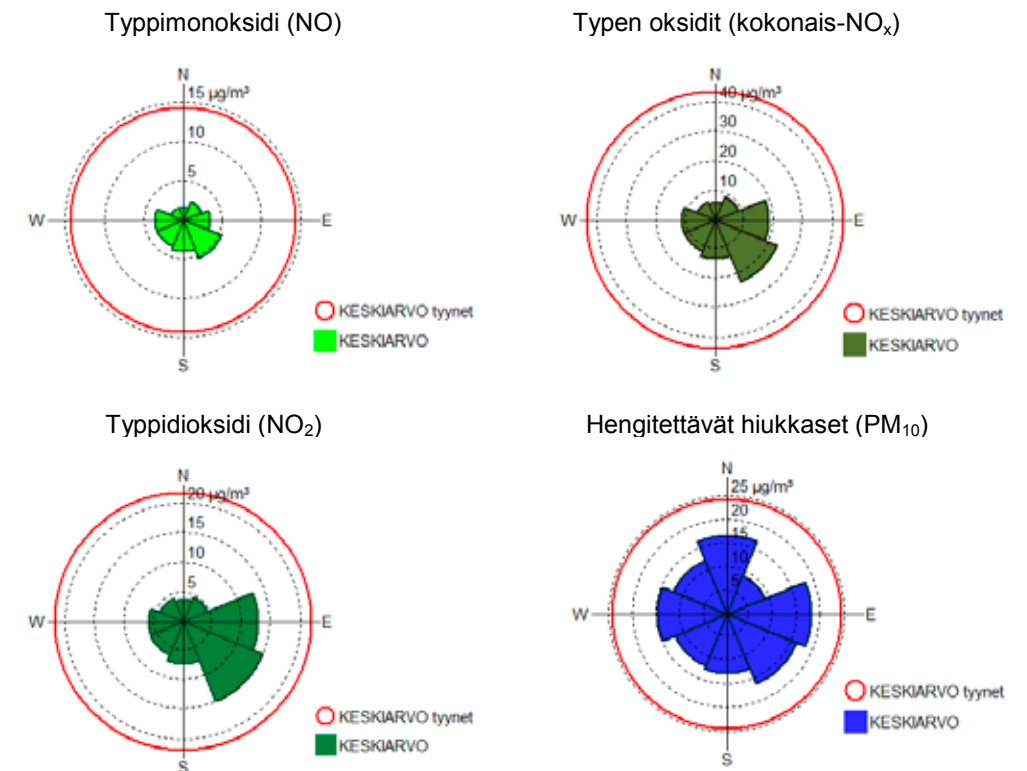 Typpimonoksidi (NO)
N
15 µg/m³
10
5
W
E
S
KESKIARVO tyynet
KESKIARVO
Typen oksidit (kokonais-NOx)
N
40 µg/m³
30
20
10
W
E
S
KESKIARVO tyynet
KESKIARVO
Typpidioksidi (NO2)
N
20 µg/m³
15
10
5
W
E
S
KESKIARVO tyynet
KESKIARVO
Hengitettävät hiukkaset (PM10)
N
25 µg/m³
20
15
10
5
W
E
S
KESKIARVO tyynet
KESKIARVO